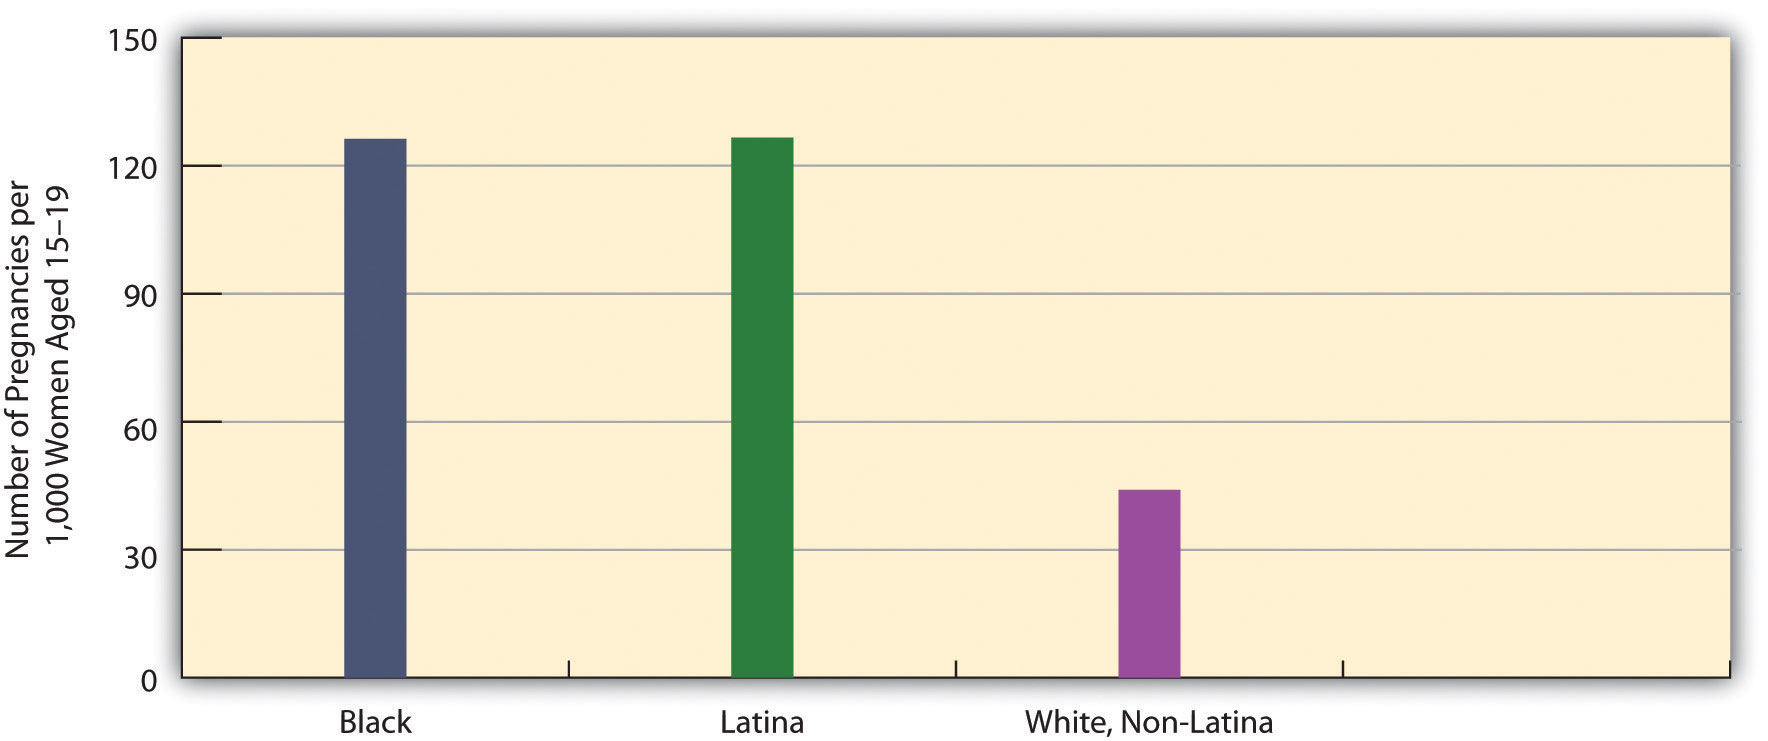 Number of Pregnancies per
1,000 Women Aged 15–19
150
120
90
60
30
0
Black
Latina
White, Non-Latina